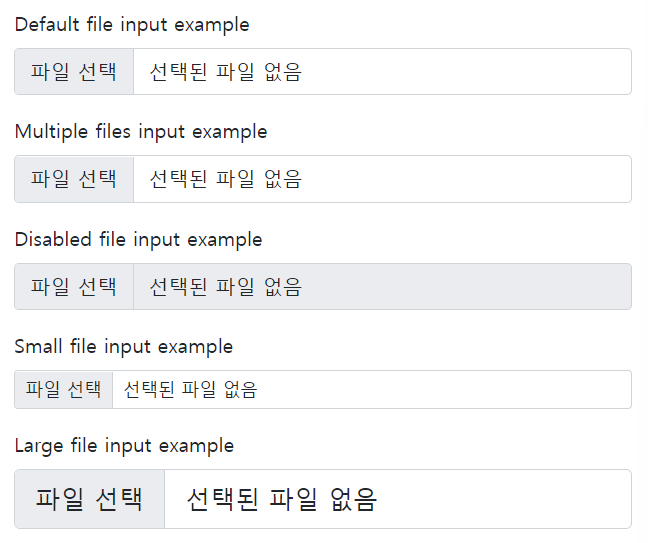 Default file input example
파일 선택 선택된 파일 없음
Multiple files input example
파일 선택 선택된 파일 없음
Disabled file input example
파일 선택 선택된 파일 없음
Small file input example
파일 선택 선택된 파일 없음
Large file input example
파일 선택 선택된 파일 없음